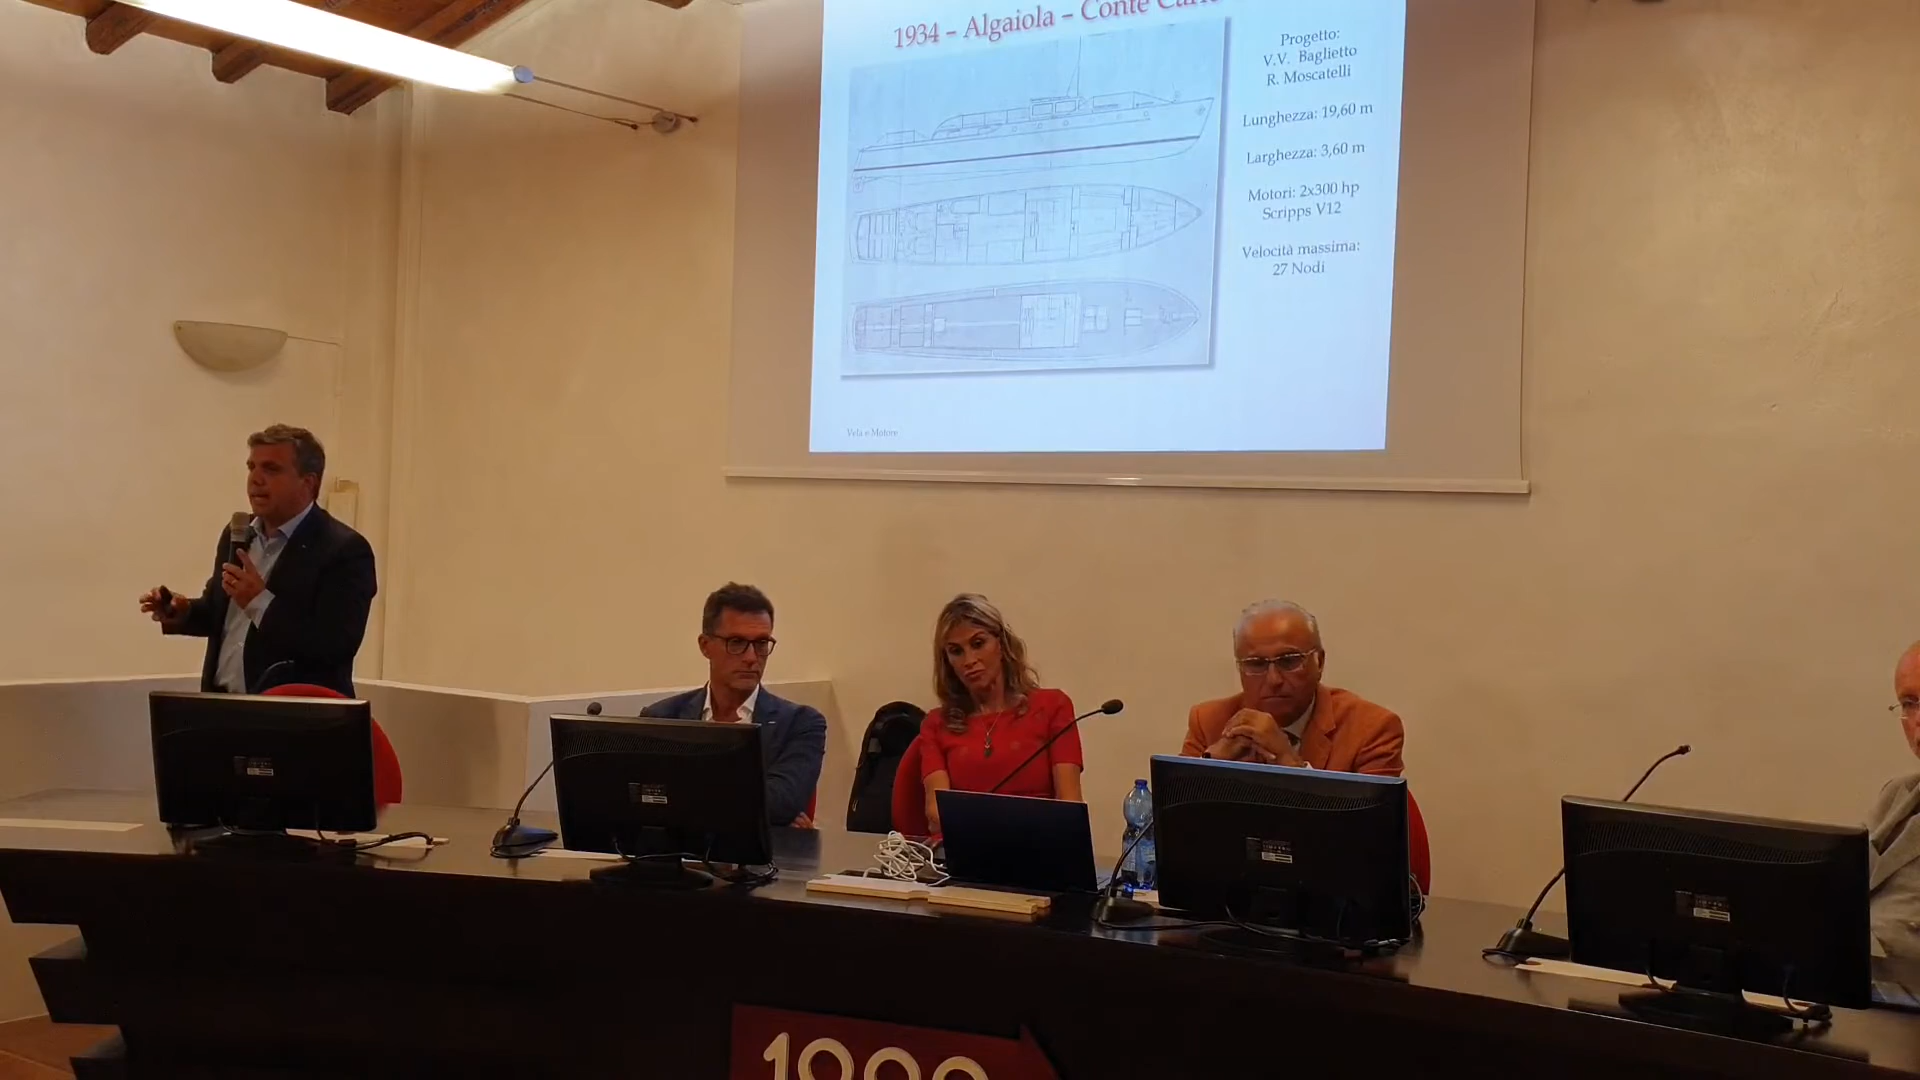 1934 – Algaiola – Conte
Progetto:
V.V. Baglietto
R. Moscatelli
Lunghezza: 19,60 m
Larghezza: 3,60 m
Motori: 2x300 hp
Scripps V12
Velocità massima:
27 Nodi
Vela e Motore